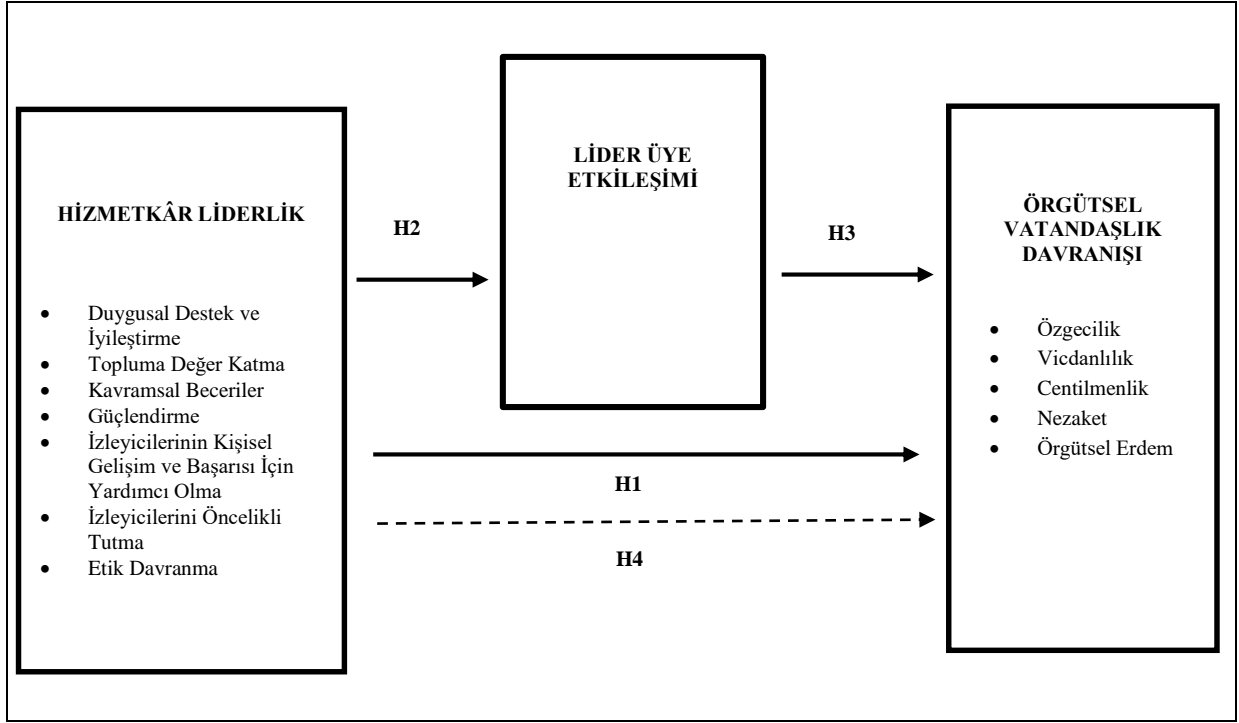 HİZMETKÂR LİDERLİK
• Duygusal Destek ve
İyileştirme
• Topluma Değer Katma
• Kavramsal Beceriler
• Güçlendirme
• İzleyicilerinin Kişisel
Gelişim ve Başarısı İçin
Yardımcı Olma
• İzleyicilerini Öncelikli
Tutma
• Etik Davranma
H2
LİDER ÜYE
ETKİLEŞİMİ
H3
H1
H4
ÖRGÜTSEL
VATANDAŞLIK
DAVRANIŞI
• Özgecilik
• Vicdanlılık
• Centilmenlik
• Nezaket
• Örgütsel Erdem